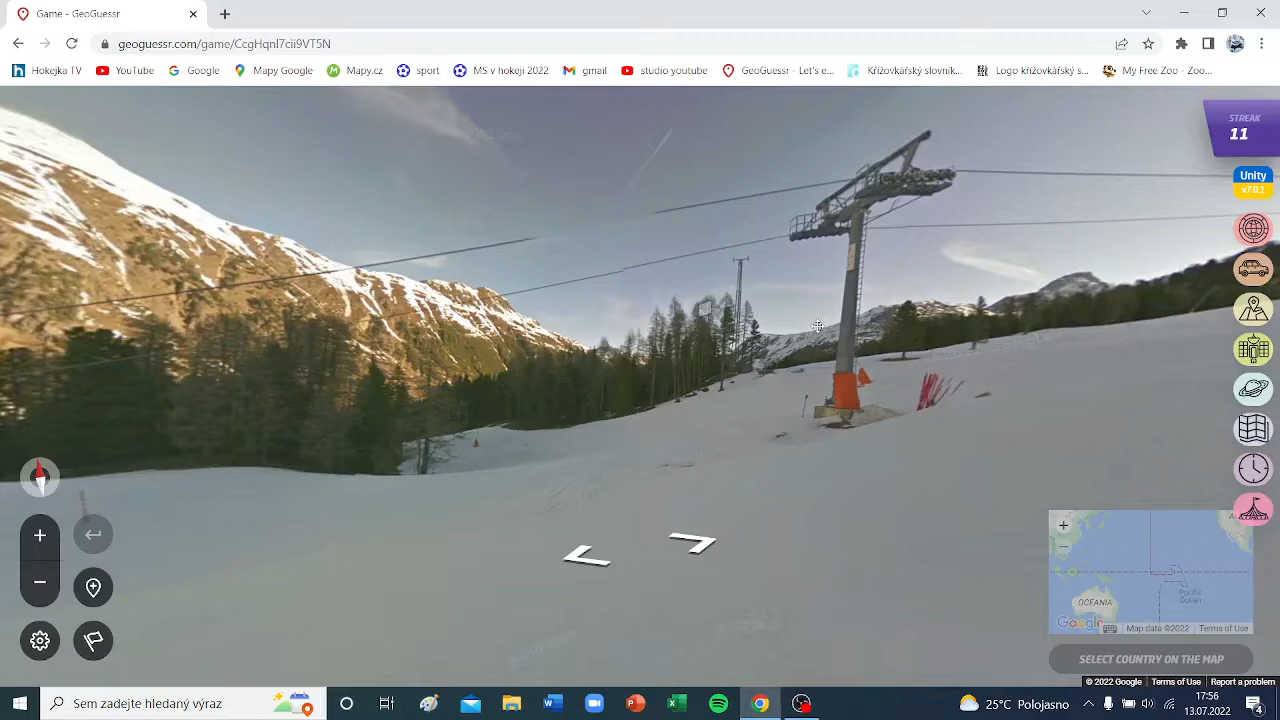 Game - GeoGuessr
geoguessr.com/game/CcgHqnI7cii9VT5N
Hokejka TV YouTube Google Mapy Google Mapy.cz sport MS v hokeji 2022 gmail studio youtube GeoGuessr - Let's e... Křížovkářský slovník... Logo křížovkářský s... My Free Zoo - Zoo...
STREAK
11
Unity
v7.0.1
OCEANIA
Pacific
Ocean
Google
Map data ©2022 Terms of Use
SELECT COUNTRY ON THE MAP
© 2022 Google Terms of Use Report a problem
Sem zadejte hledaný výraz
25°C Polojasno
17:56
13.07.2022
4